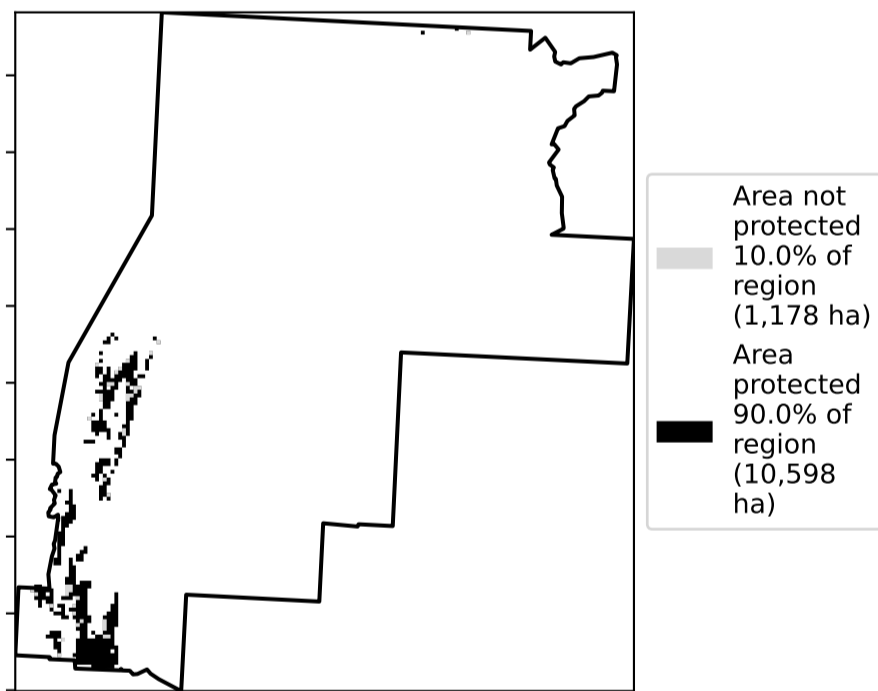 Area not
protected
10.0% of
region
(1,178 ha)
Area
protected
90.0% of
region
(10,598
ha)